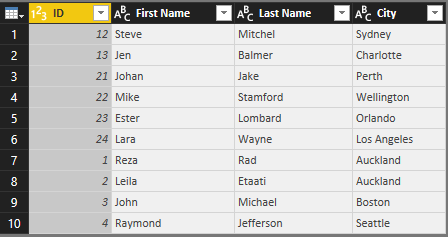 1 2 3 ID A B C First Name A B C Last Name A B C City
1 12 Steve Mitchel Sydney
2 13 Jen Balmer Charlotte
3 21 Johan Jake Perth
4 22 Mike Stamford Wellington
5 23 Ester Lombard Orlando
6 24 Lara Wayne Los Angeles
7 1 Reza Rad Auckland
8 2 Leila Etaati Auckland
9 3 John Michael Boston
10 4 Raymond Jefferson Seattle